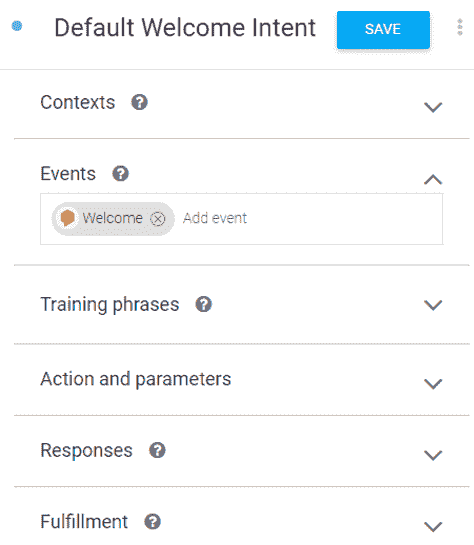 Default Welcome Intent SAVE
Contexts ?
Events ?
Welcome Add event
Training phrases ?
Action and parameters
Responses ?
Fulfillment ?